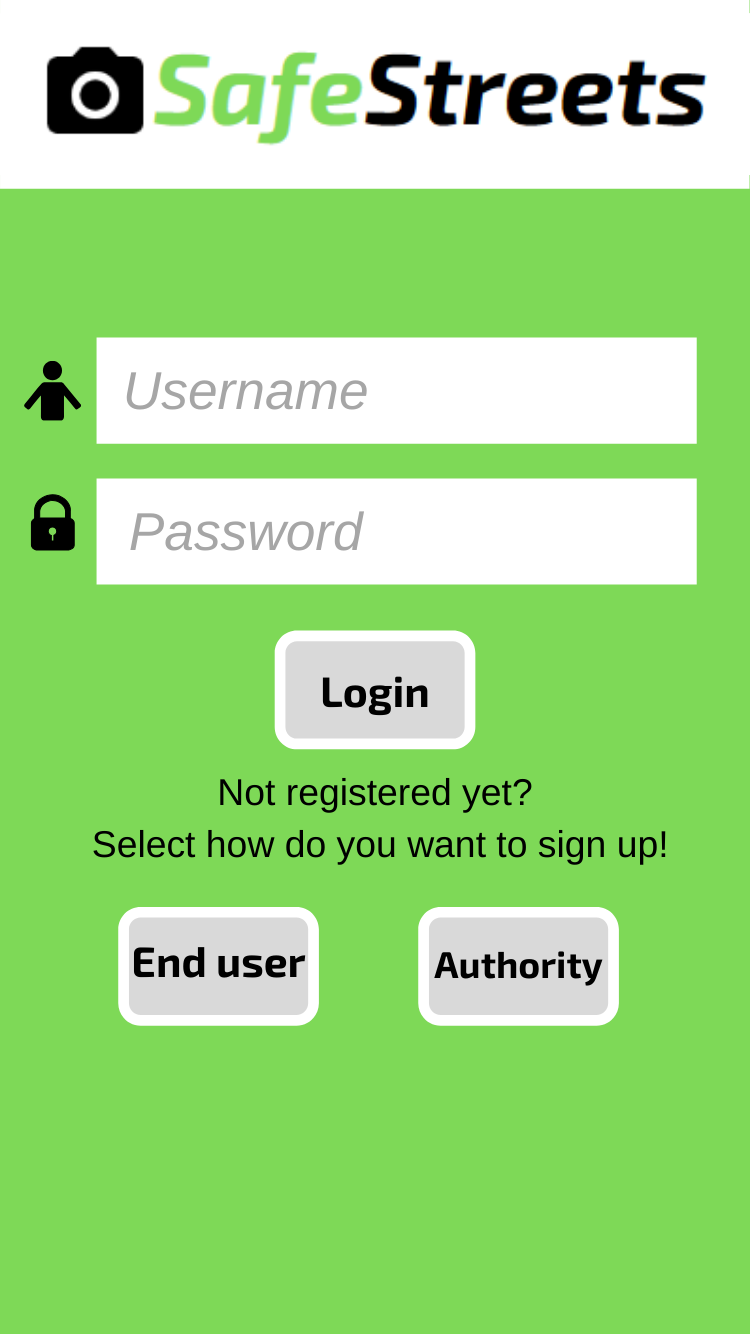 SafeStreets
Username
Password
Login
Not registered yet?
Select how do you want to sign up!
End user
Authority